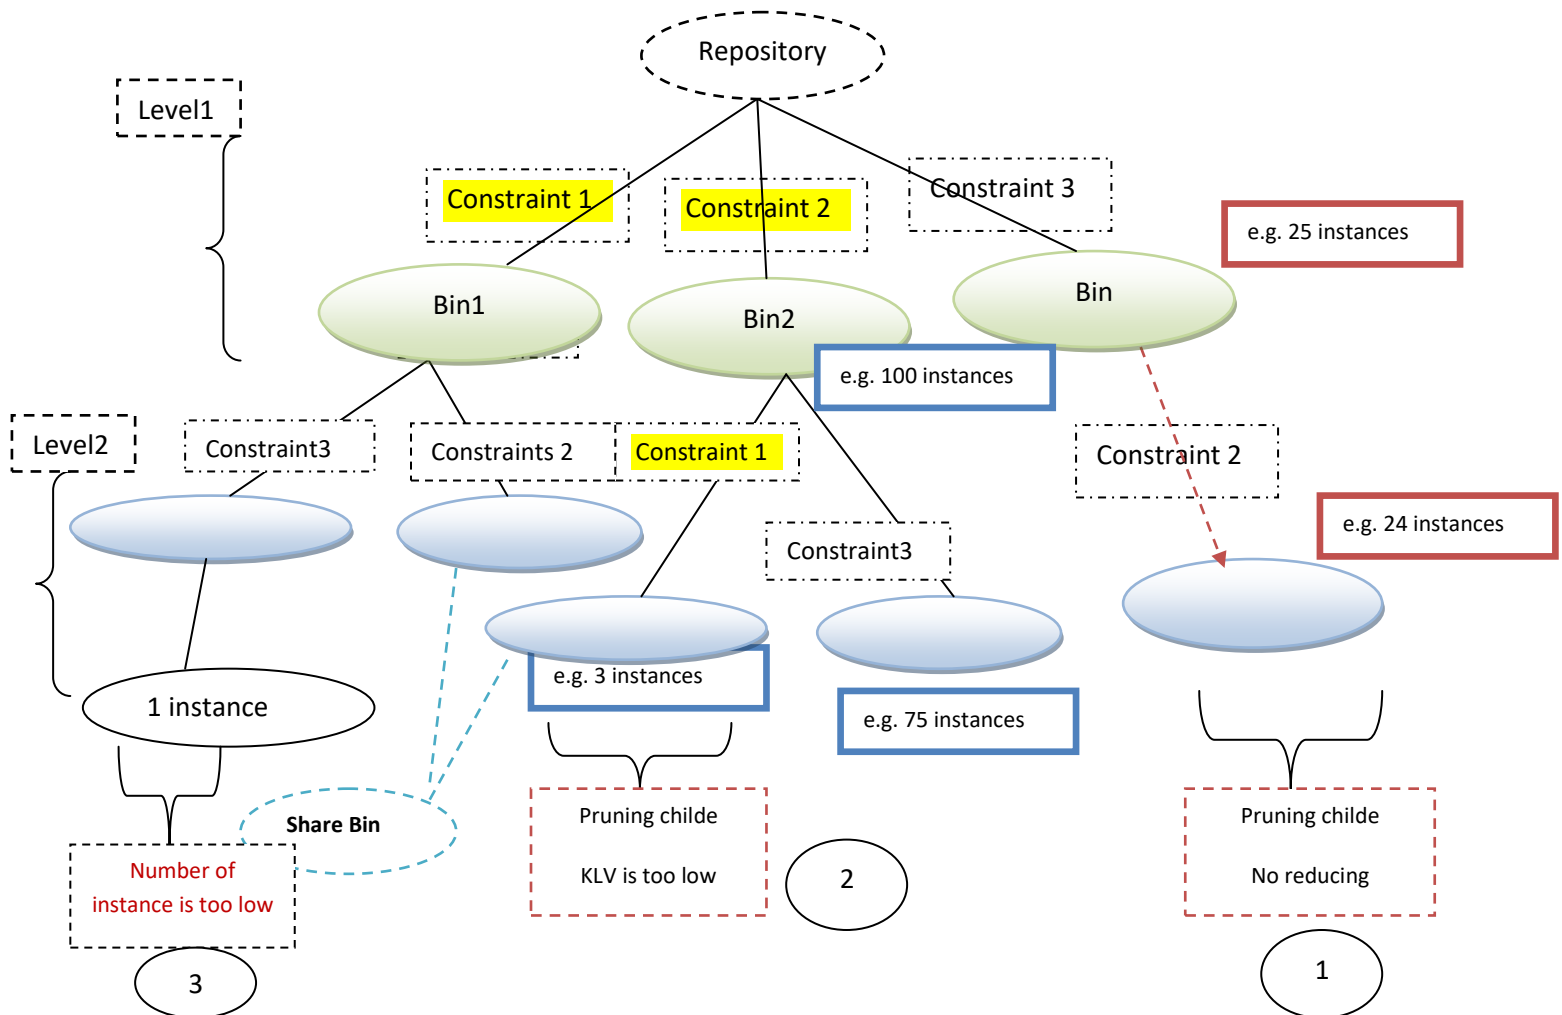 Repository
Level1
Constraint 1
Constraint 2
Constraint 3
e.g. 25 instances
Bin1
Bin2
Bin
e.g. 100 instances
Level2
Constraint3
Constraints 2
Constraint 1
Constraint 2
e.g. 24 instances
Constraint3
e.g. 3 instances
e.g. 75 instances
1 instance
Share Bin
Pruning childe
KLV is too low
2
Pruning childe
No reducing
1
Number of
instance is too low
3